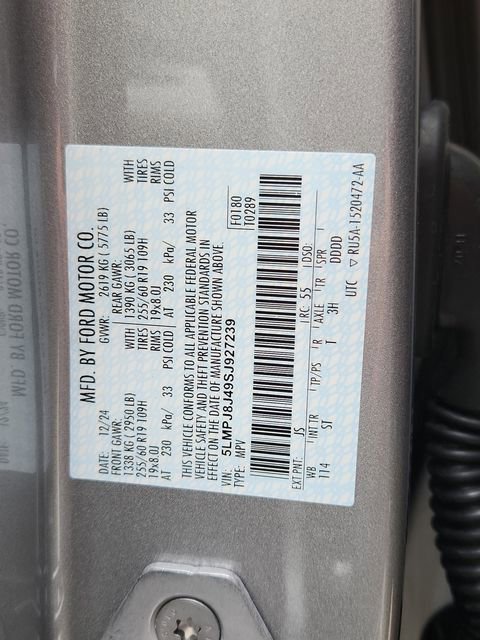 MFD. BY FORD MOTOR CO.
DATE: 12/24 GVWR: 2619 KG ( 5775 LB)
FRONT GAWR: REAR GAWR:
1338 KG ( 2950LB) WITH 1390 KG ( 3065 LB) WITH
255/60 R19 109H TIRES 255/60 R19 109H TIRES
19x8.0J RIMS 19x8.0J RIMS
AT 230 kPa/ 33 PSI COLD AT 230 kPa/ 33 PSI COLD
THIS VEHICLE CONFORMS TO ALL APPLICABLE FEDERAL MOTOR
VEHICLE SAFETY AND THEFT PREVENTION STANDARDS IN
EFFECT ON THE DATE OF MANUFACTURE SHOWN ABOVE.
VIN: 5LMPJ8J49SJ927239 F0180
TYPE: MPV T0289
EXT PNT: JS RC: 55 DSO:
WB INT TR TP/PS R AXLE TR SPR
114 ST T 3H DDDD
UTC ▽ RU5A-1520472-AA